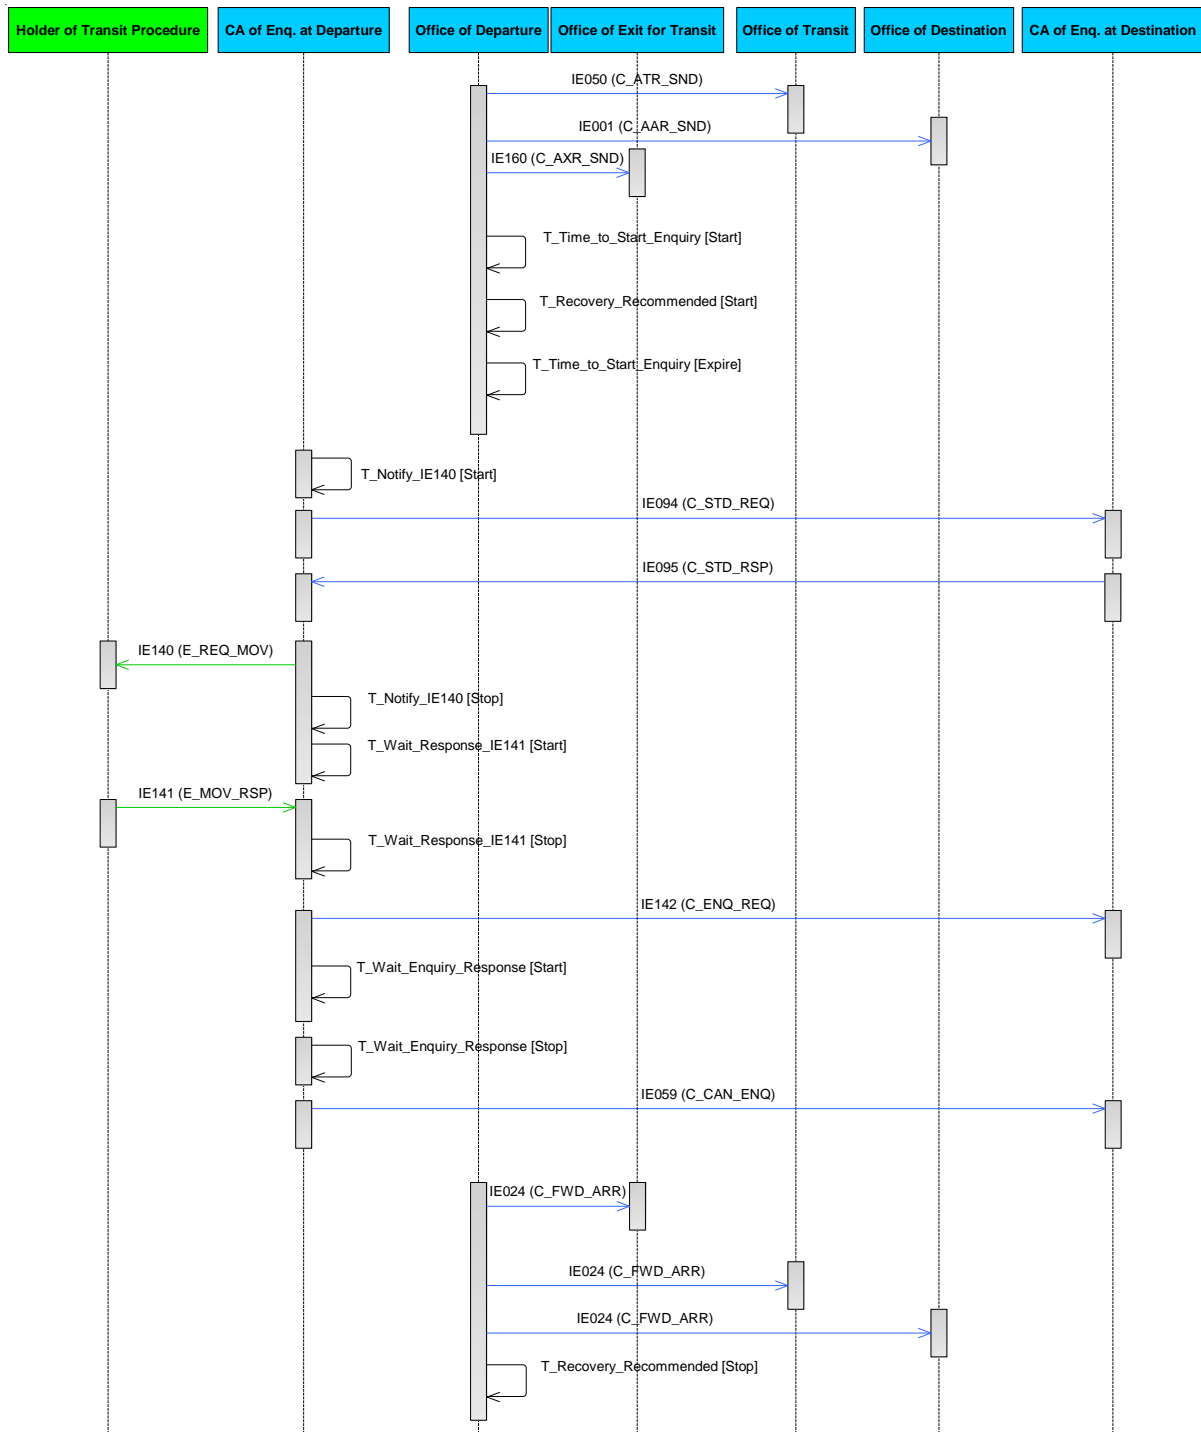 Holder of Transit Procedure
CA of Enq. at Departure
Office of Departure
Office of Exit for Transit
Office of Transit
Office of Destination
CA of Enq. at Destination
IE050 (C_ATR_SND)
IE001 (C_AAR_SND)
IE160 (C_AXR_SND)
T_Time_to_Start_Enquiry [Start]
T_Recovery_Recommended [Start]
T_Time_to_Start_Enquiry [Expire]
T_Notify_IE140 [Start]
IE094 (C_STD_REQ)
IE095 (C_STD_RSP)
IE140 (E_REQ_MOV)
T_Notify_IE140 [Stop]
T_Wait_Response_IE141 [Start]
IE141 (E_MOV_RSP)
T_Wait_Response_IE141 [Stop]
IE142 (C_ENQ_REQ)
T_Wait_Enquiry_Response [Start]
T_Wait_Enquiry_Response [Stop]
IE059 (C_CAN_ENQ)
IE024 (C_FWD_ARR)
IE024 (C_FWD_ARR)
IE024 (C_FWD_ARR)
T_Recovery_Recommended [Stop]